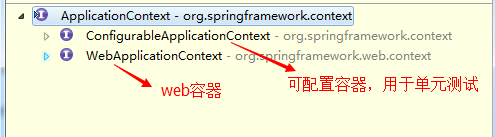 ApplicationContext - org.springframework.context
ConfigurableApplicationContext - org.springframework.context
WebApplicationContext - org.springframework.web.context
web容器
可配置容器，用于单元测试